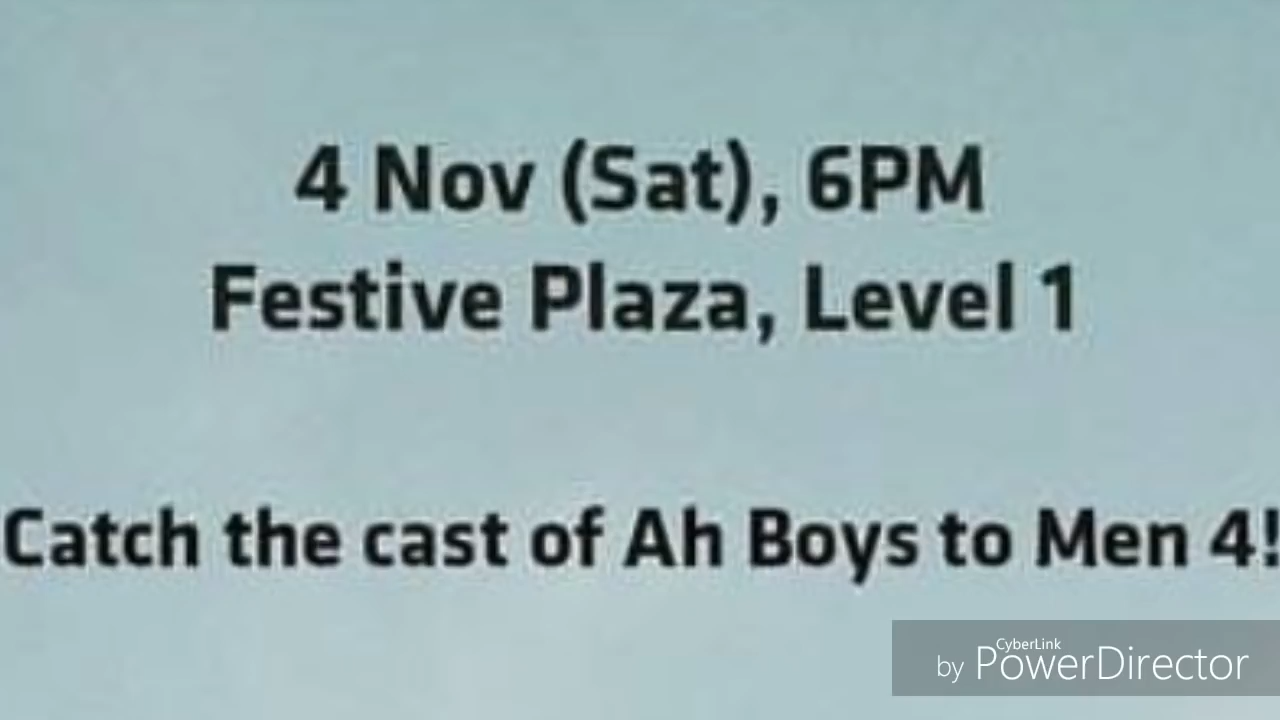 4 Nov (Sat), 6PM
Festive Plaza, Level 1
Catch the cast of Ah Boys to Men 4!
CyberLink
by PowerDirector